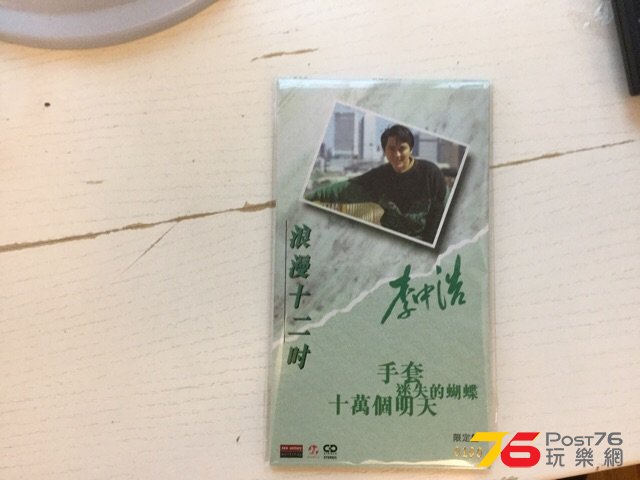 浪漫十二吋
李中浩
手套
迷失的蝴蝶
十萬個明天
限定
POST76
玩樂網
76